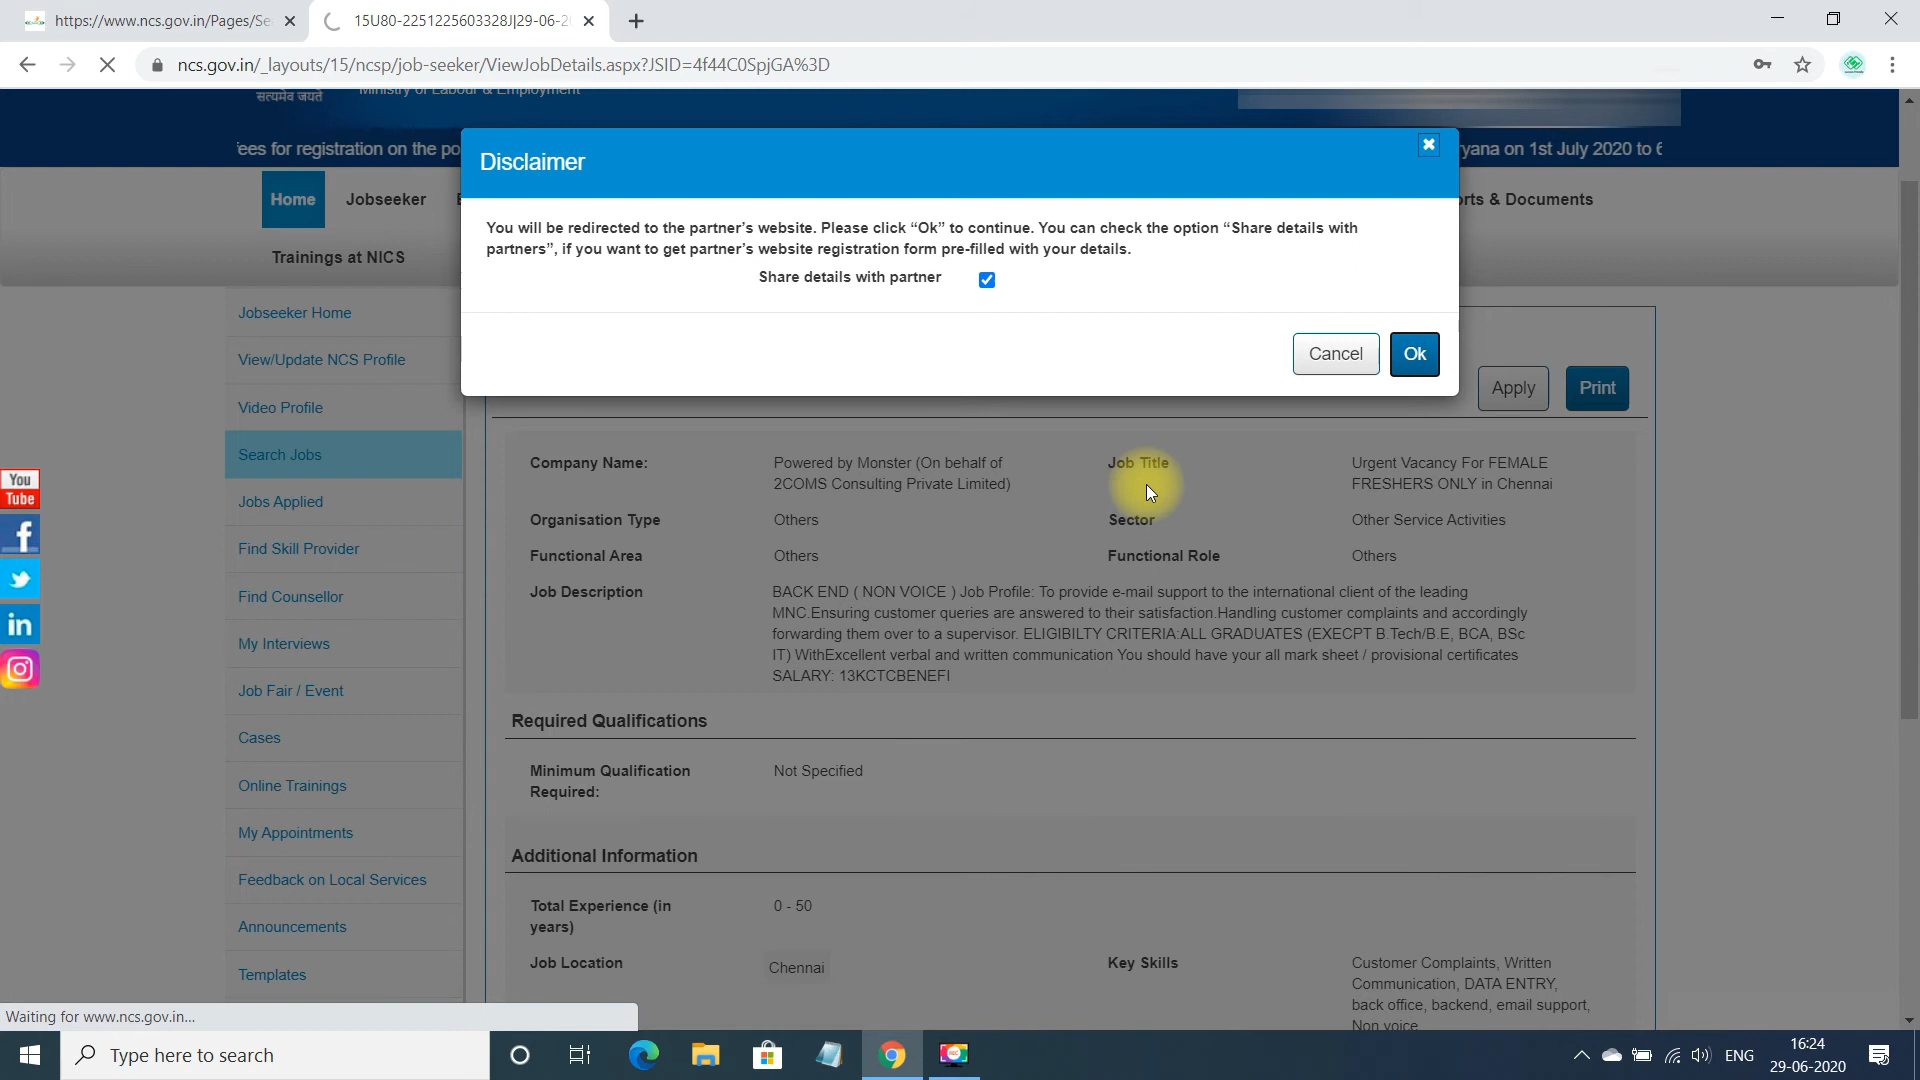 https://www.ncs.gov.in/Pages/Se
15U80-2251225603328J|29-06-2
ncs.gov.in/_layouts/15/ncsp/job-seeker/ViewJobDetails.aspx?JSID=4f44C0SpjGA%3D
सत्यमेव जयते
Ministry of Labour & Employment
fees for registration on the po
ryana on 1st July 2020 to 6
Disclaimer
Home
Jobseeker
E
rts & Documents
Trainings at NICS
You will be redirected to the partner's website. Please click “Ok” to continue. You can check the option “Share details with
partners”, if you want to get partner's website registration form pre-filled with your details.
Share details with partner
Cancel
Ok
Apply
Print
Jobseeker Home
View/Update NCS Profile
Video Profile
Search Jobs
Jobs Applied
Find Skill Provider
Find Counsellor
My Interviews
Job Fair / Event
Cases
Online Trainings
My Appointments
Feedback on Local Services
Announcements
Templates
You
Tube
f
in
Company Name:
Powered by Monster (On behalf of
2COMS Consulting Private Limited)
Job Title
Urgent Vacancy For FEMALE
FRESHERS ONLY in Chennai
Organisation Type
Others
Sector
Other Service Activities
Functional Area
Others
Functional Role
Others
Job Description
BACK END ( NON VOICE ) Job Profile: To provide e-mail support to the international client of the leading
MNC.Ensuring customer queries are answered to their satisfaction.Handling customer complaints and accordingly
forwarding them over to a supervisor. ELIGIBILTY CRITERIA:ALL GRADUATES (EXECPT B.Tech/B.E, BCA, BSc
IT) WithExcellent verbal and written communication You should have your all mark sheet / provisional certificates
SALARY: 13KCTCBENEFI
Required Qualifications
Minimum Qualification
Required:
Not Specified
Additional Information
Total Experience (in
years)
0 - 50
Job Location
Chennai
Key Skills
Customer Complaints, Written
Communication, DATA ENTRY,
back office, backend, email support,
Non voice
Waiting for www.ncs.gov.in...
Type here to search
ENG
16:24
29-06-2020